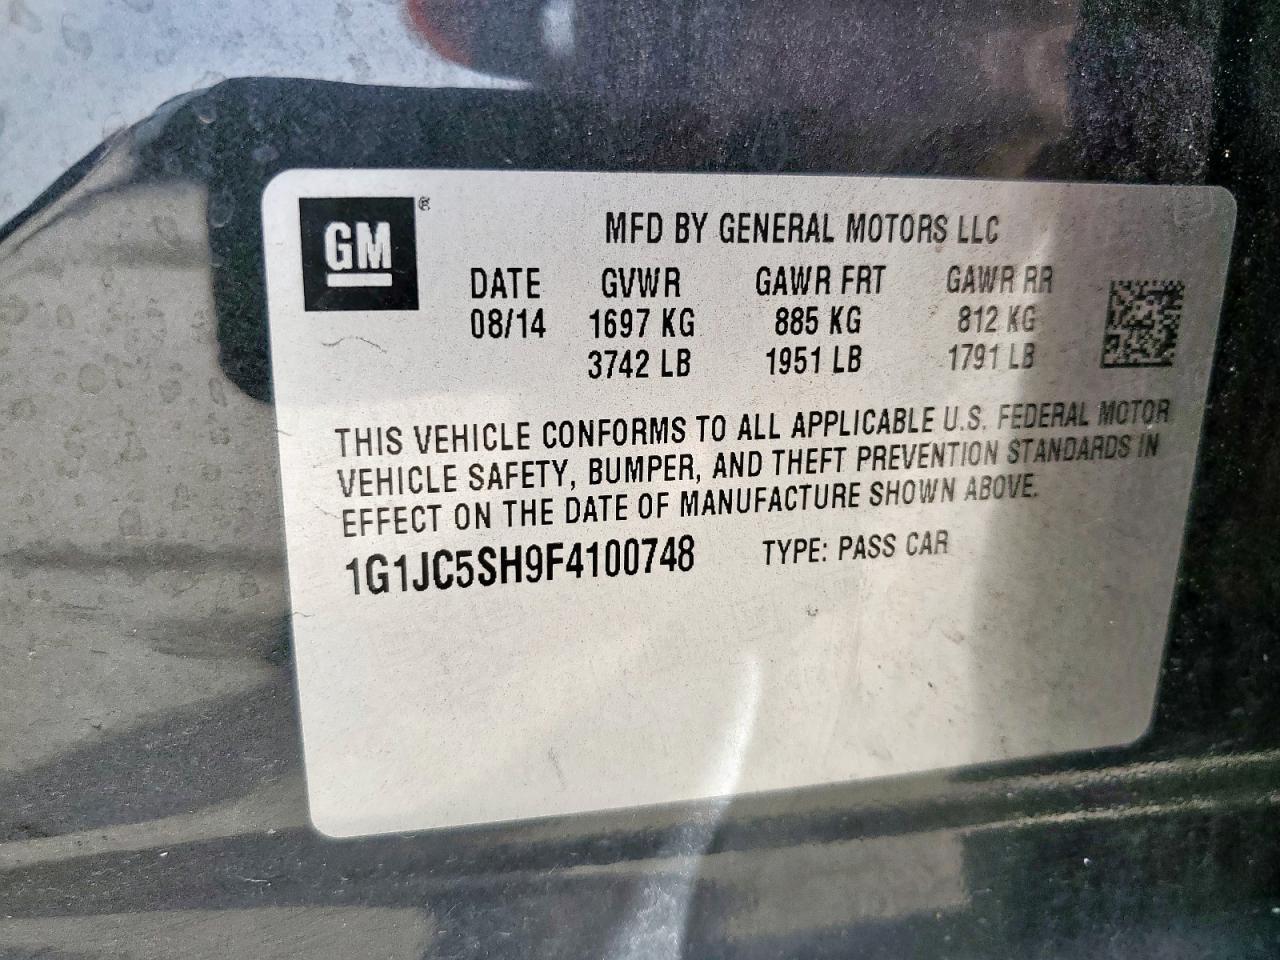 GM ®
MFD BY GENERAL MOTORS LLC
DATE GVWR GAWR FRT GAWR RR
08/14 1697 KG 885 KG 812 KG
3742 LB 1951 LB 1791 LB
THIS VEHICLE CONFORMS TO ALL APPLICABLE U.S. FEDERAL MOTOR
VEHICLE SAFETY, BUMPER, AND THEFT PREVENTION STANDARDS IN
EFFECT ON THE DATE OF MANUFACTURE SHOWN ABOVE.
1G1JC5SH9F4100748 TYPE: PASS CAR